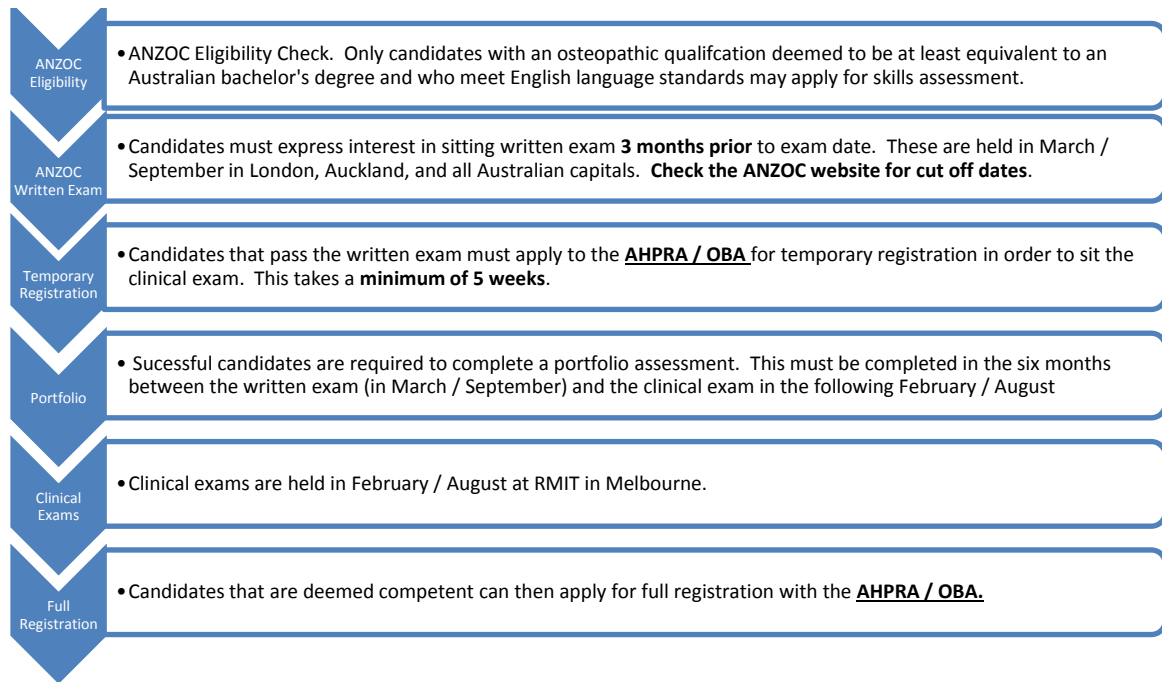 ANZOC
Eligibility
•ANZOC Eligibility Check.  Only candidates with an osteopathic qualifcation deemed to be at least equivalent to an
Australian bachelor's degree and who meet English language standards may apply for skills assessment.
ANZOC
Written Exam
•Candidates must express interest in sitting written exam 3 months prior to exam date.  These are held in March /
September in London, Auckland, and all Australian capitals.  Check the ANZOC website for cut off dates.
Temporary
Registration
•Candidates that pass the written exam must apply to the AHPRA / OBA for temporary registration in order to sit the
clinical exam.  This takes a minimum of 5 weeks.
Portfolio
• Sucessful candidates are required to complete a portfolio assessment.  This must be completed in the six months
between the written exam (in March / September) and the clinical exam in the following February / August
Clinical
Exams
•Clinical exams are held in February / August at RMIT in Melbourne.
Full
Registration
•Candidates that are deemed competent can then apply for full registration with the AHPRA / OBA.